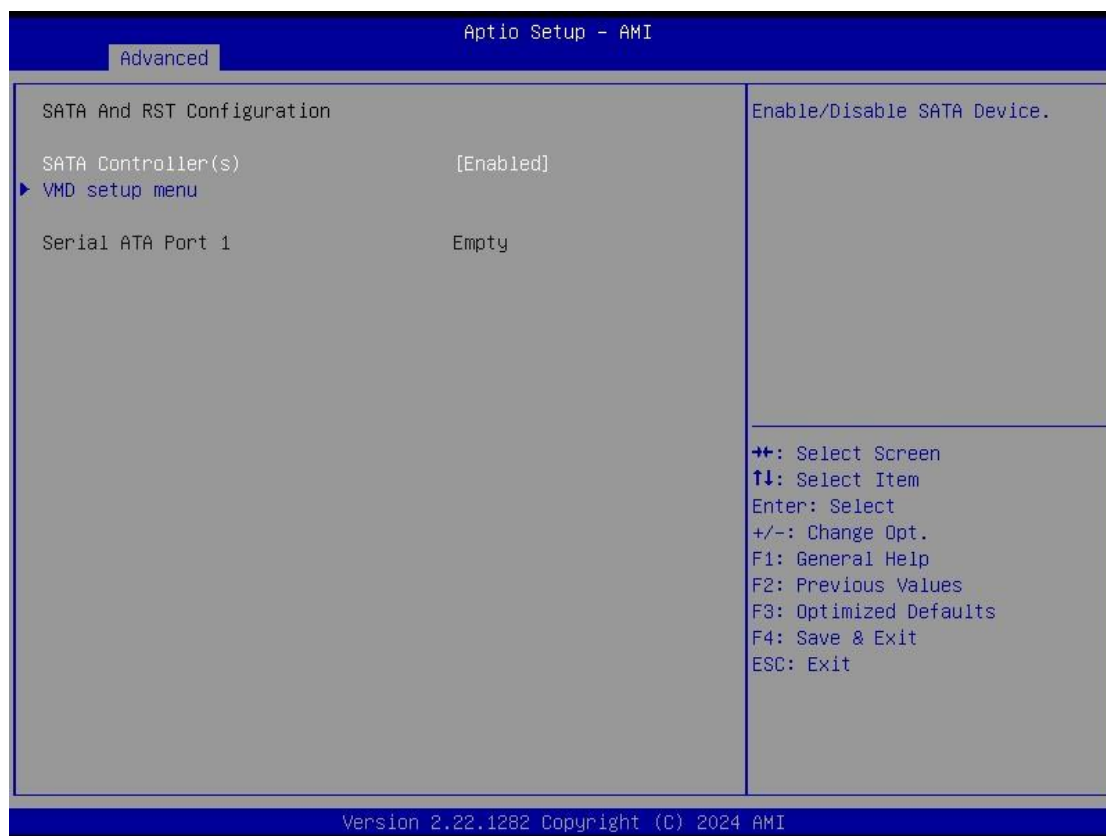 Aptio Setup – AMI
Advanced
SATA And RST Configuration
SATA Controller(s) [Enabled]
▶ VMD setup menu
Serial ATA Port 1 Empty
Enable/Disable SATA Device.
→←: Select Screen
↑↓: Select Item
Enter: Select
+/-: Change Opt.
F1: General Help
F2: Previous Values
F3: Optimized Defaults
F4: Save & Exit
ESC: Exit
Version 2.22.1282 Copyright (C) 2024 AMI